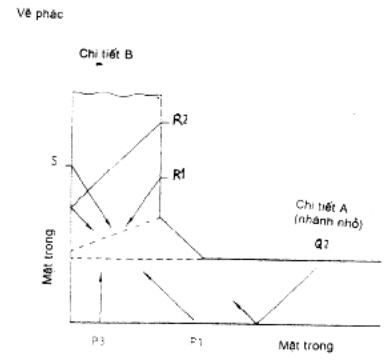 Vẽ phác
Chi tiết B
R2
S
R1
Chi tiết A
(nhánh nhỏ)
Q2
Mặt trong
P3
P1
Mặt trong